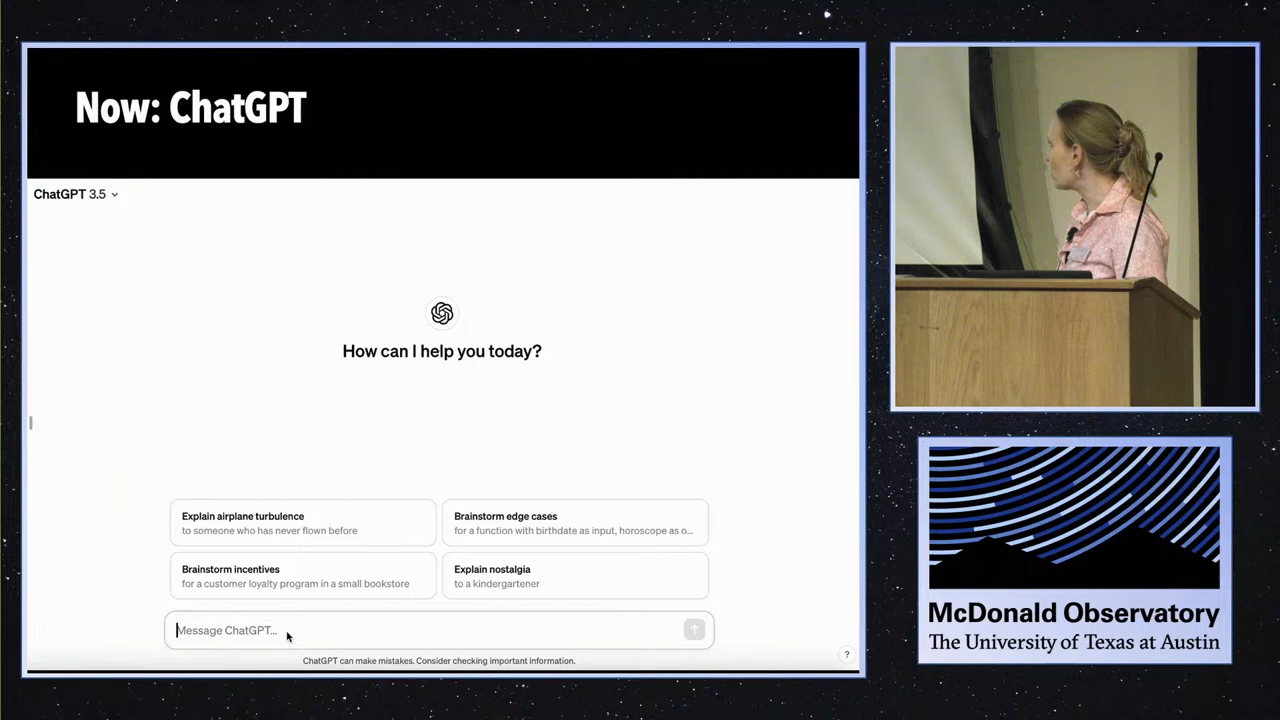 Now: ChatGPT
ChatGPT 3.5
How can I help you today?
Explain airplane turbulence
to someone who has never flown before
Brainstorm edge cases
for a function with birthdate as input, horoscope as o...
Brainstorm incentives
for a customer loyalty program in a small bookstore
Explain nostalgia
to a kindergartener
Message ChatGPT...
ChatGPT can make mistakes. Consider checking important information.
?
McDonald Observatory
The University of Texas at Austin